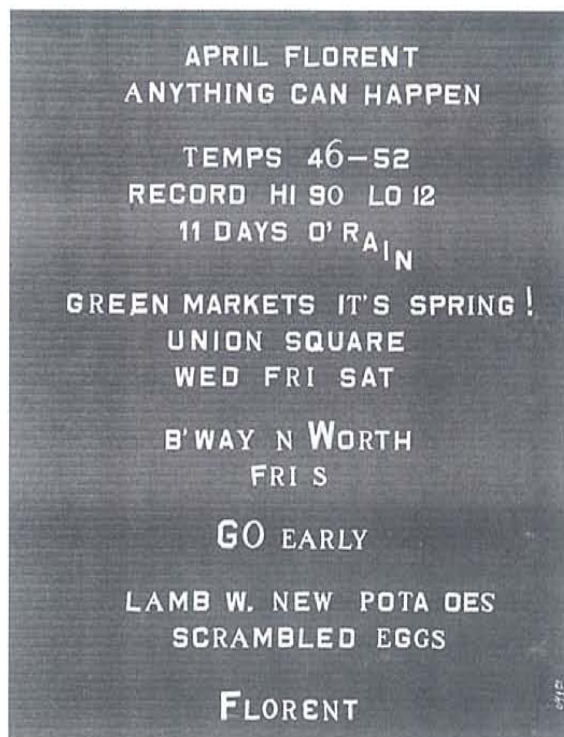 APRIL FLORENT
ANYTHING CAN HAPPEN
TEMPS 46–52
RECORD HI 90 LO 12
11 DAYS O' RAIN
GREEN MARKETS IT'S SPRING!
UNION SQUARE
WED FRI SAT
B'WAY N WORTH
FRI S
GO EARLY
LAMB W. NEW POTA OES
SCRAMBLED EGGS
FLORENT